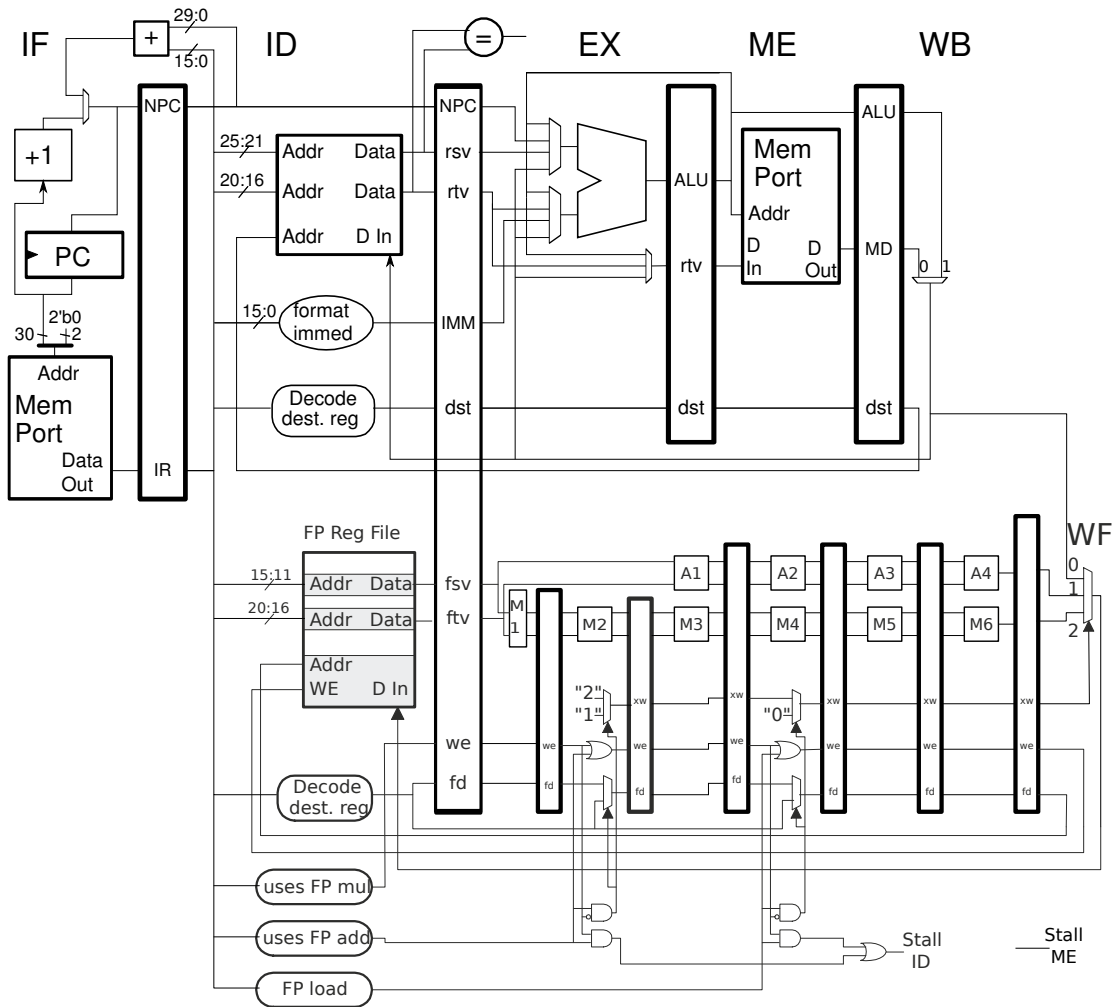 IF
ID
EX
ME
WB
29:0
15:0
+
=
NPC
NPC
ALU
+1
25:21
Addr
Data
rsv
20:16
Addr
Data
rtv
Addr
D In
PC
ALU
Mem
Port
Addr
D
In
D
Out
MD
rtv
0
1
2'b0
30
2
15:0
format
immed
IMM
Addr
Mem
Port
Data
Out
Decode
dest. reg
dst
dst
dst
IR
FP Reg File
WF
15:11
Addr
Data
fsv
A1
A2
A3
A4
0
1
2
20:16
Addr
Data
ftv
M
1
M2
M3
M4
M5
M6
Addr
WE
D In
"2"
"1"
xw
xw
"0"
xw
xw
xw
we
we
we
we
we
we
we
fd
fd
fd
fd
fd
fd
fd
Decode
dest. reg
uses FP mul
uses FP add
FP load
Stall
ID
Stall
ME